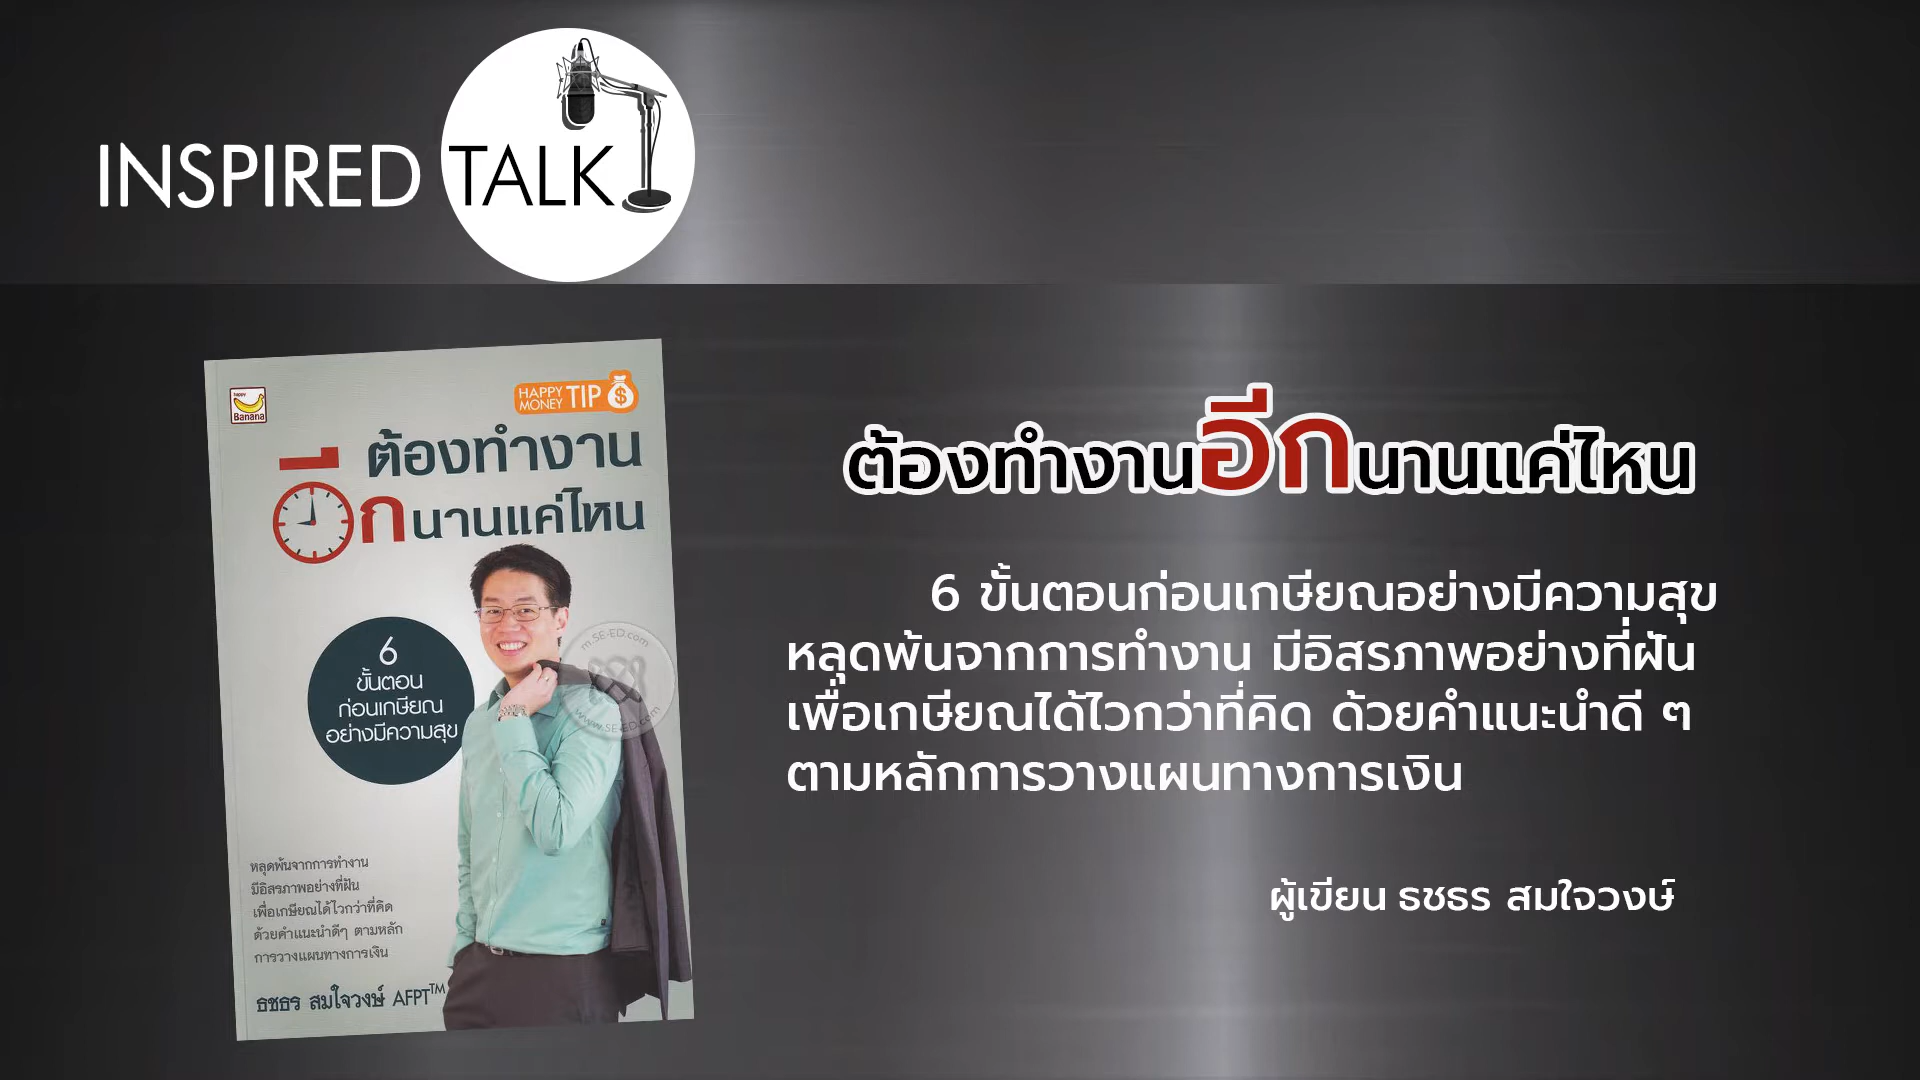 INSPIRED TALK
happy
Banana
HAPPY
MONEY TIP
$
ต้องทำงาน
อีกนานแค่ไหน
6
ขั้นตอน
ก่อนเกษียณ
อย่างมีความสุข
m.SE-ED.com
www.SE-ED.com
หลุดพ้นจากการทำงาน
มีอิสรภาพอย่างที่ฝัน
เพื่อเกษียณได้ไวกว่าที่คิด
ด้วยคำแนะนำดีๆ ตามหลัก
การวางแผนทางการเงิน
ธชธร สมใจวงษ์ AFPT™
ต้องทำงานอีกนานแค่ไหน
6 ขั้นตอนก่อนเกษียณอย่างมีความสุข
หลุดพ้นจากการทำงาน มีอิสรภาพอย่างที่ฝัน
เพื่อเกษียณได้ไวกว่าที่คิด ด้วยคำแนะนำดี ๆ
ตามหลักการวางแผนทางการเงิน
ผู้เขียน ธชธร สมใจวงษ์